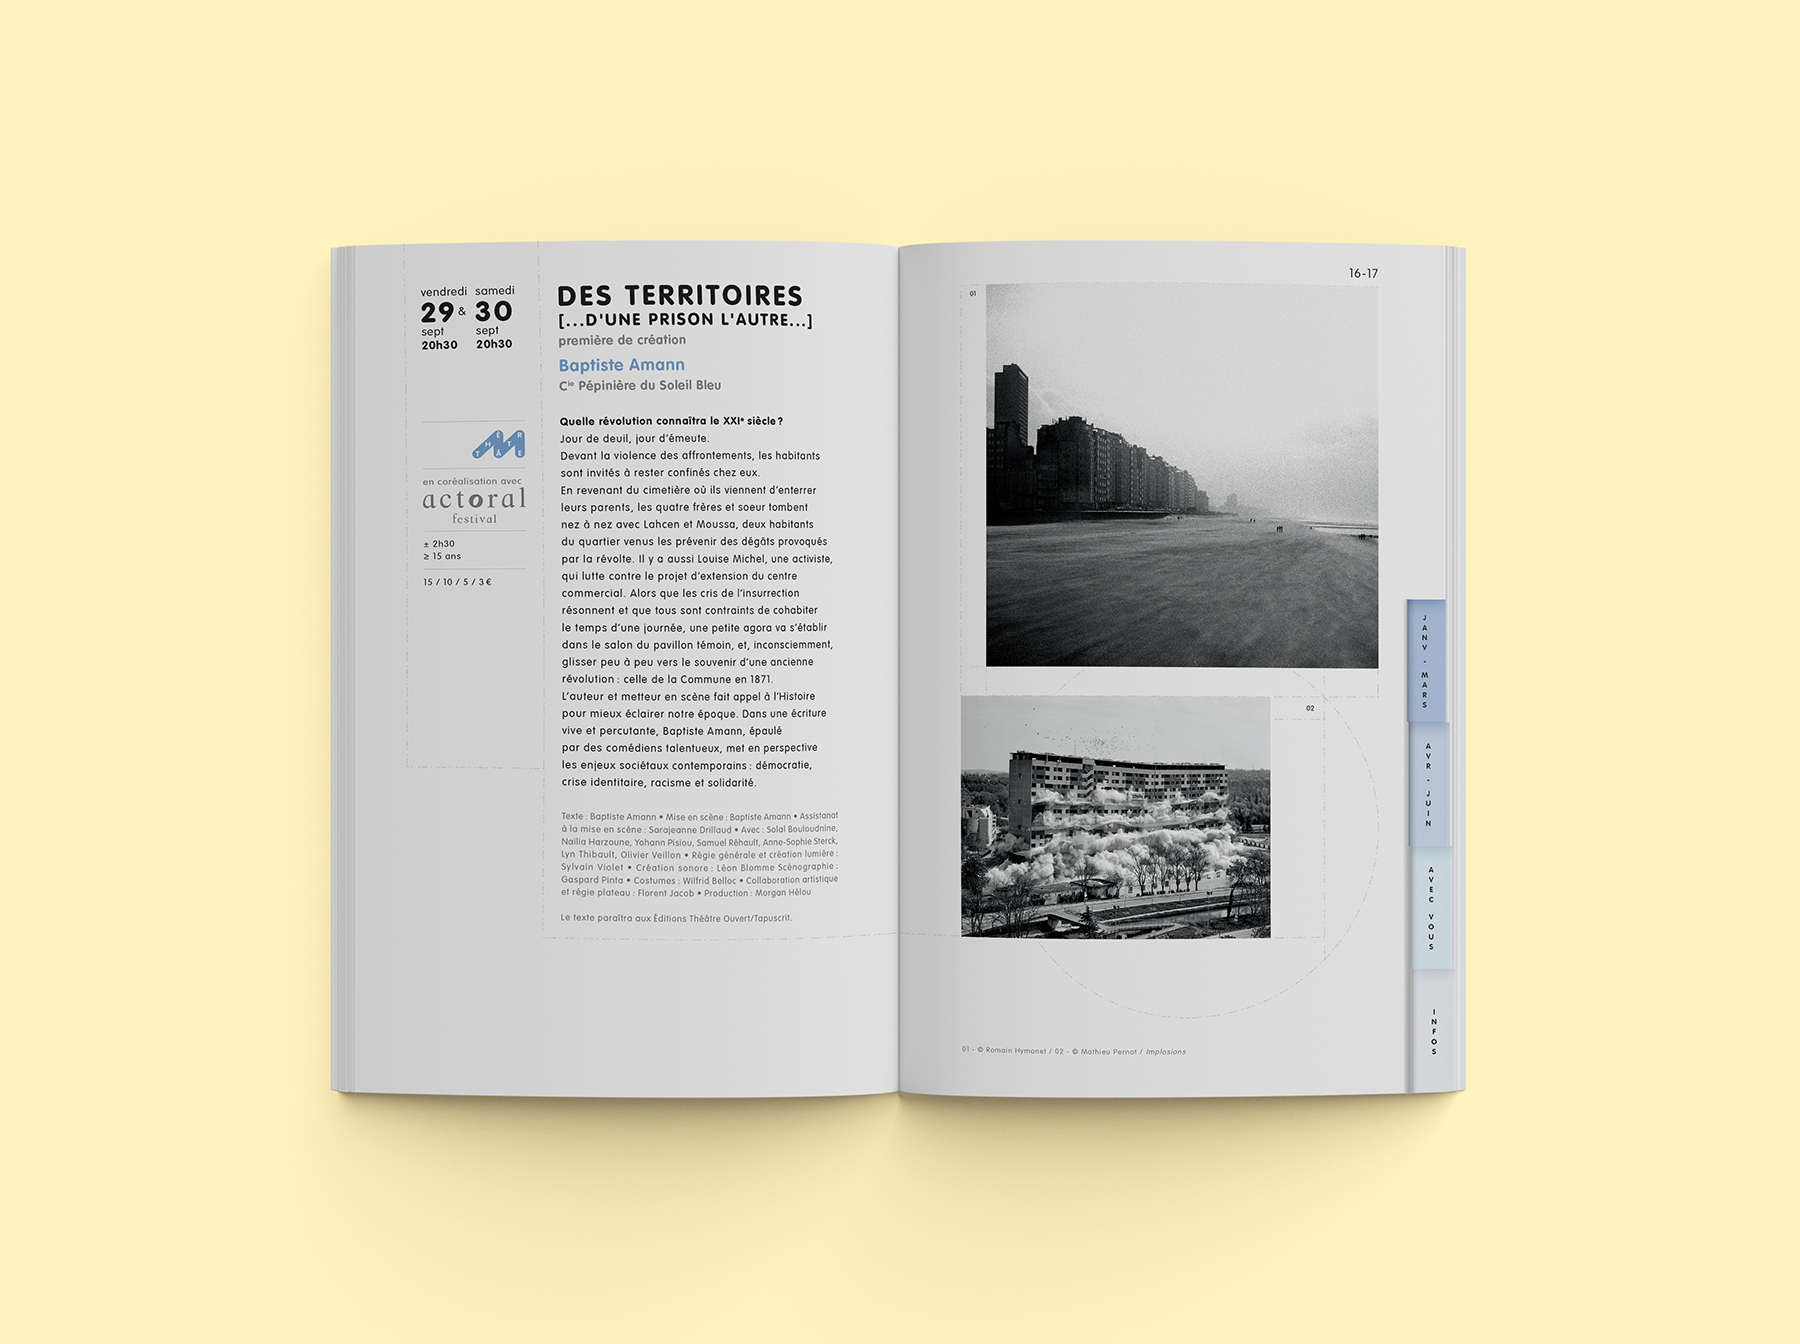 vendredi samedi
29 & 30
sept sept
20h30 20h30
THÉÂTRE
en coréalisation avec
actoral
festival
± 2h30
≥ 15 ans
15 / 10 / 5 / 3 €
DES TERRITOIRES
[...D'UNE PRISON L'AUTRE...]
première de création
Baptiste Amann
Cie Pépinière du Soleil Bleu
Quelle révolution connaîtra le XXIe siècle ?
Jour de deuil, jour d'émeute.
Devant la violence des affrontements, les habitants
sont invités à rester confinés chez eux.
En revenant du cimetière où ils viennent d'enterrer
leurs parents, les quatre frères et soeur tombent
nez à nez avec Lahcen et Moussa, deux habitants
du quartier venus les prévenir des dégâts provoqués
par la révolte. Il y a aussi Louise Michel, une activiste,
qui lutte contre le projet d'extension du centre
commercial. Alors que les cris de l'insurrection
résonnent et que tous sont contraints de cohabiter
le temps d'une journée, une petite agora va s'établir
dans le salon du pavillon témoin, et, inconsciemment,
glisser peu à peu vers le souvenir d'une ancienne
révolution : celle de la Commune en 1871.
L'auteur et metteur en scène fait appel à l'Histoire
pour mieux éclairer notre époque. Dans une écriture
vive et percutante, Baptiste Amann, épaulé
par des comédiens talentueux, met en perspective
les enjeux sociétaux contemporains : démocratie,
crise identitaire, racisme et solidarité.
Texte : Baptiste Amann • Mise en scène : Baptiste Amann • Assistanat
à la mise en scène : Sarajeanne Drillaud • Avec : Solal Bouloudnine,
Nailia Harzoune, Yohann Pisiou, Samuel Réhault, Anne-Sophie Sterck,
Lyn Thibault, Olivier Veillon • Régie générale et création lumière :
Sylvain Violet • Création sonore : Léon Blomme Scénographie :
Gaspard Pinta • Costumes : Wilfrid Belloc • Collaboration artistique
et régie plateau : Florent Jacob • Production : Morgan Hélou
Le texte paraîtra aux Éditions Théâtre Ouvert/Tapuscrit.
16-17
01
02
01 - © Romain Hymonet / 02 - © Mathieu Pernot / Implosions
JANV - MARS
AVR - JUIN
AVEC VOUS
INFOS